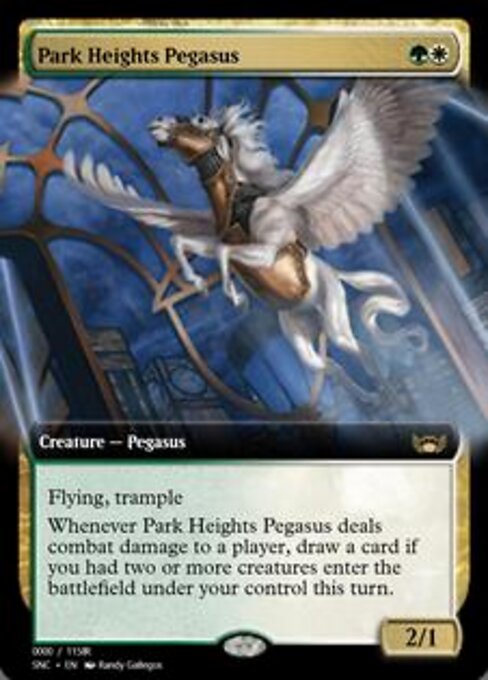 Park Heights Pegasus
Creature — Pegasus
Flying, trample
Whenever Park Heights Pegasus deals
combat damage to a player, draw a card if
you had two or more creatures enter the
battlefield under your control this turn.
2/1
SNC • EN Randy Gallegos